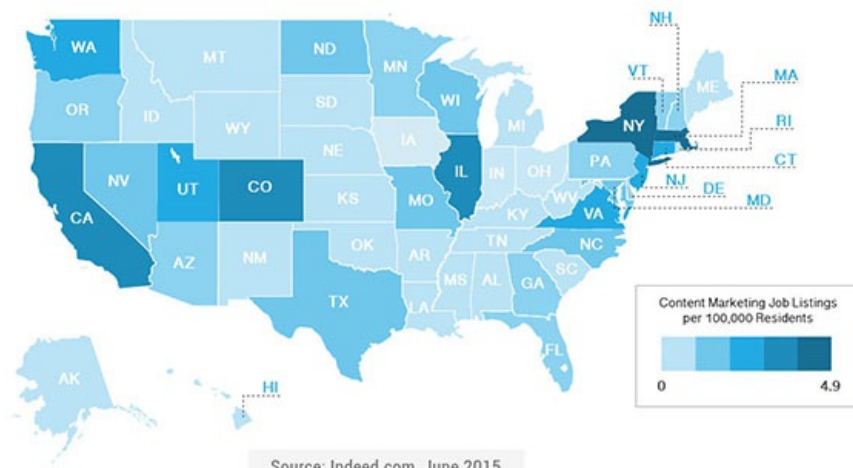 NH
WA
MT
ND
MN
VT
MA
OR
ID
SD
WI
ME
WY
MI
NY
RI
IA
NE
PA
CT
NV
UT
CO
IL
IN
OH
NJ
DE
CA
KS
MO
WV
VA
MD
KY
AZ
NM
OK
AR
TN
NC
SC
TX
MS
AL
GA
LA
FL
Content Marketing Job Listings
per 100,000 Residents
0 4.9
AK
HI
Source: Indeed.com, June 2015